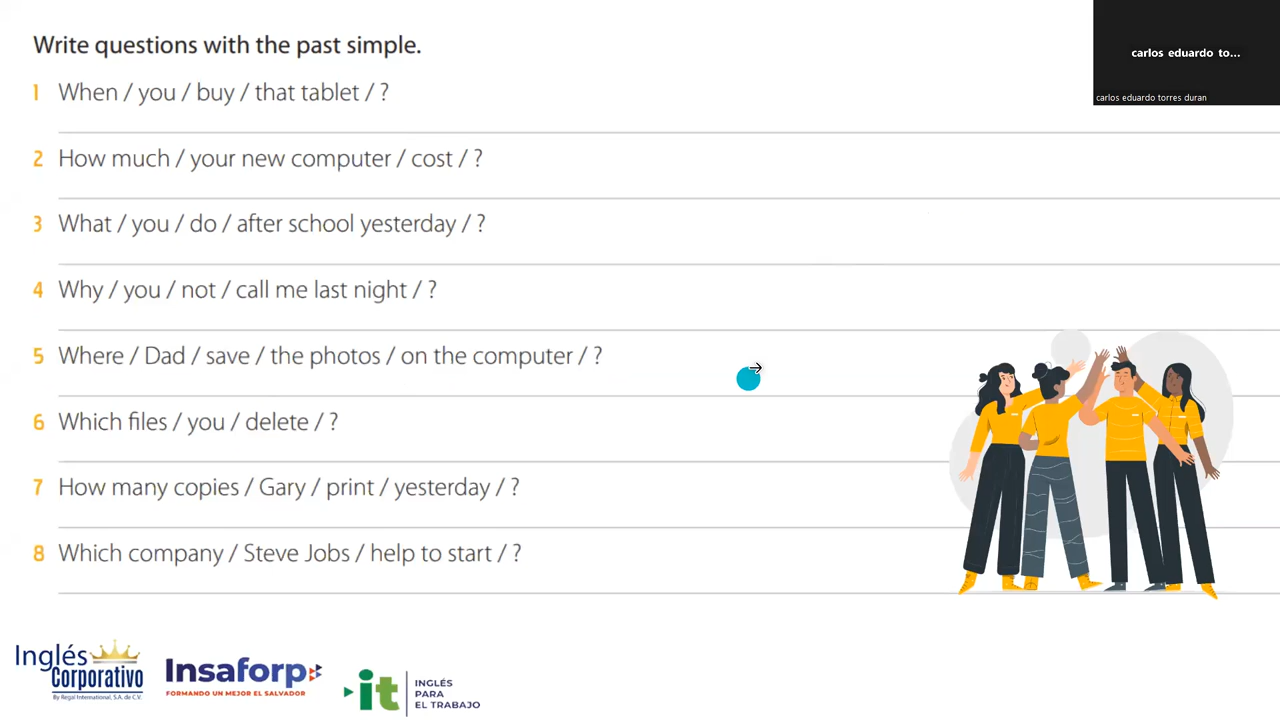 Write questions with the past simple.
carlos eduardo to...
carlos eduardo torres duran
1 When / you / buy / that tablet / ?
2 How much / your new computer / cost / ?
3 What / you / do / after school yesterday / ?
4 Why / you / not / call me last night / ?
5 Where / Dad / save / the photos / on the computer / ?
6 Which files / you / delete / ?
7 How many copies / Gary / print / yesterday / ?
8 Which company / Steve Jobs / help to start / ?
Inglés
Corporativo
By Regal International, S.A. de C.V.
Insaforp
FORMANDO UN MEJOR EL SALVADOR
it
INGLÉS
PARA
EL TRABAJO